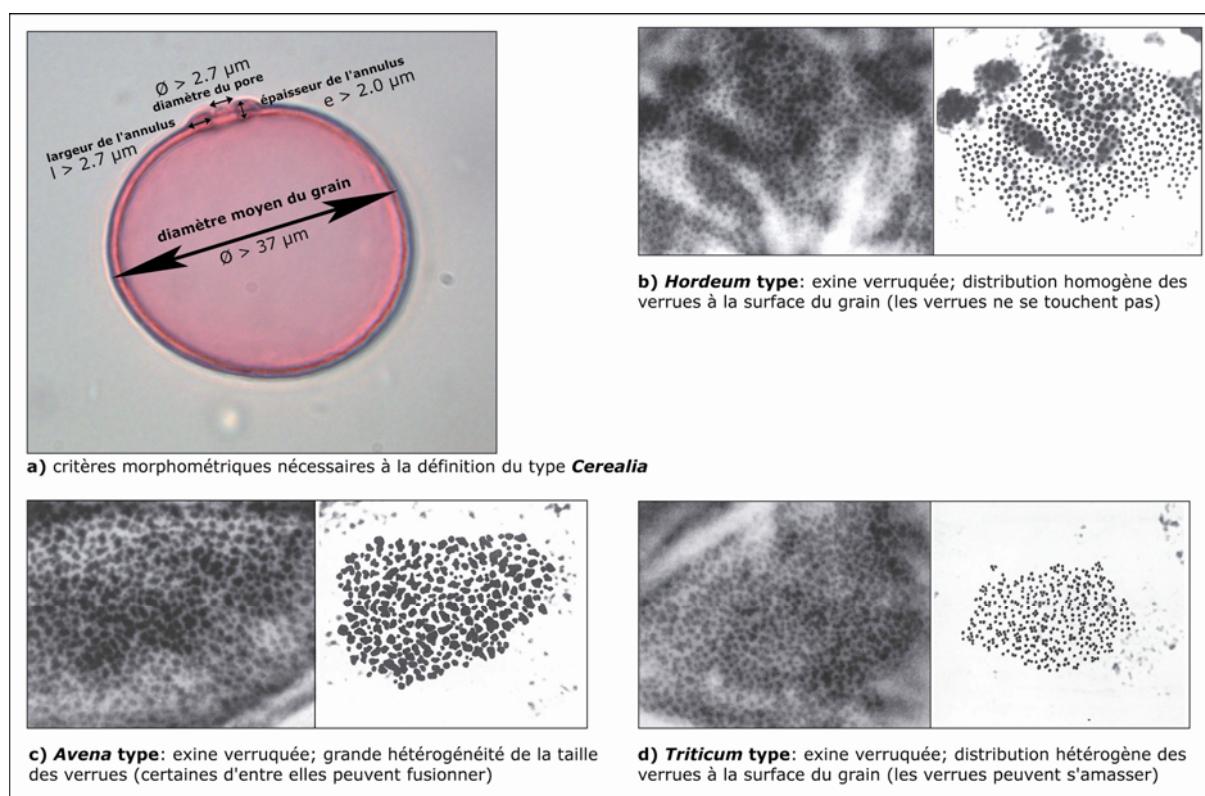 Ø > 2.7 µm
diamètre du pore
épaisseur de l'annulus
e > 2.0 µm
largeur de l'annulus
l > 2.7 µm
diamètre moyen du grain
Ø > 37 µm
a) critères morphométriques nécessaires à la définition du type Cerealia
b) Hordeum type: exine verruquée; distribution homogène des
verrues à la surface du grain (les verrues ne se touchent pas)
c) Avena type: exine verruquée; grande hétérogénéité de la taille
des verrues (certaines d'entre elles peuvent fusionner)
d) Triticum type: exine verruquée; distribution hétérogène des
verrues à la surface du grain (les verrues peuvent s'amasser)